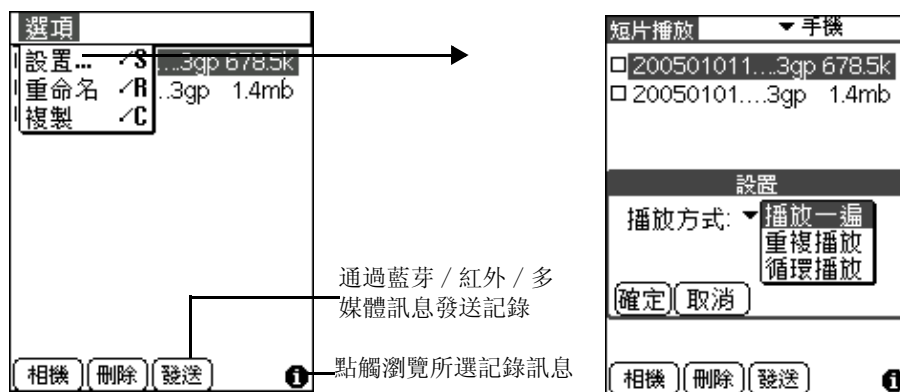 選項
設置... ⁄S
重命名 ⁄R
複製 ⁄C
....3gp 678.5k
..3gp 1.4mb
相機
刪除
發送
通過藍芽 / 紅外 / 多
媒體訊息發送記錄
點觸瀏覽所選記錄訊息
短片播放
手機
200501011....3gp 678.5k
20050101....3gp 1.4mb
設置
播放方式:
播放一遍
重複播放
循環播放
確定
取消
相機
刪除
發送